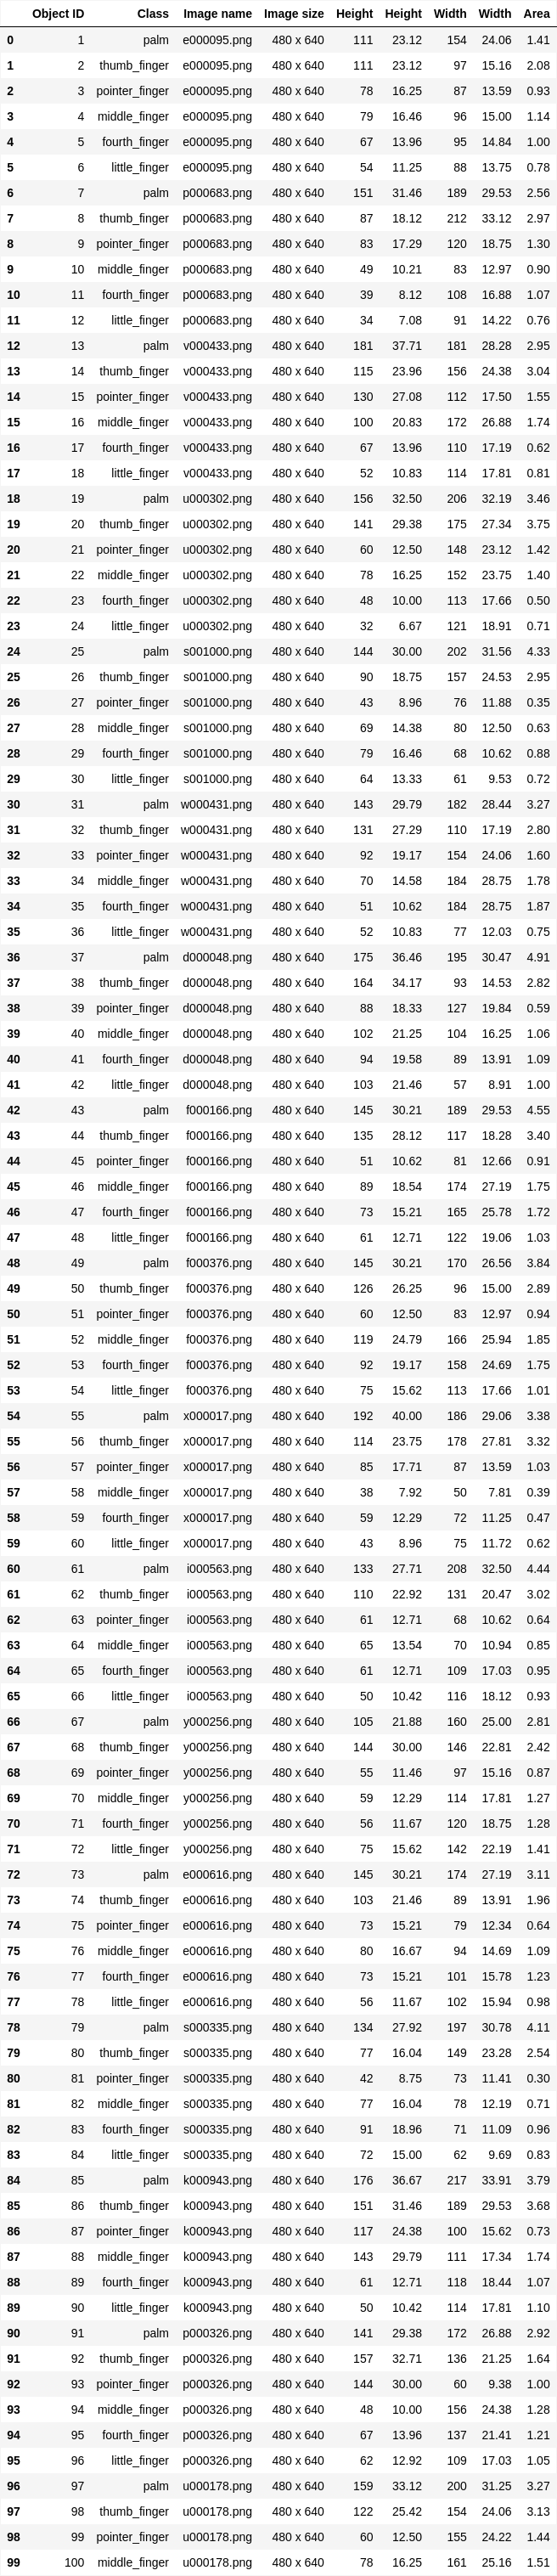 Object ID Class Image name Image size Height Height Width Width Area
0 1 palm e000095.png 480 x 640 111 23.12 154 24.06 1.41
1 2 thumb_finger e000095.png 480 x 640 111 23.12 97 15.16 2.08
2 3 pointer_finger e000095.png 480 x 640 78 16.25 87 13.59 0.93
3 4 middle_finger e000095.png 480 x 640 79 16.46 96 15.00 1.14
4 5 fourth_finger e000095.png 480 x 640 67 13.96 95 14.84 1.00
5 6 little_finger e000095.png 480 x 640 54 11.25 88 13.75 0.78
6 7 palm p000683.png 480 x 640 151 31.46 189 29.53 2.56
7 8 thumb_finger p000683.png 480 x 640 87 18.12 212 33.12 2.97
8 9 pointer_finger p000683.png 480 x 640 83 17.29 120 18.75 1.30
9 10 middle_finger p000683.png 480 x 640 49 10.21 83 12.97 0.90
10 11 fourth_finger p000683.png 480 x 640 39 8.12 108 16.88 1.07
11 12 little_finger p000683.png 480 x 640 34 7.08 91 14.22 0.76
12 13 palm v000433.png 480 x 640 181 37.71 181 28.28 2.95
13 14 thumb_finger v000433.png 480 x 640 115 23.96 156 24.38 3.04
14 15 pointer_finger v000433.png 480 x 640 130 27.08 112 17.50 1.55
15 16 middle_finger v000433.png 480 x 640 100 20.83 172 26.88 1.74
16 17 fourth_finger v000433.png 480 x 640 67 13.96 110 17.19 0.62
17 18 little_finger v000433.png 480 x 640 52 10.83 114 17.81 0.81
18 19 palm u000302.png 480 x 640 156 32.50 206 32.19 3.46
19 20 thumb_finger u000302.png 480 x 640 141 29.38 175 27.34 3.75
20 21 pointer_finger u000302.png 480 x 640 60 12.50 148 23.12 1.42
21 22 middle_finger u000302.png 480 x 640 78 16.25 152 23.75 1.40
22 23 fourth_finger u000302.png 480 x 640 48 10.00 113 17.66 0.50
23 24 little_finger u000302.png 480 x 640 32 6.67 121 18.91 0.71
24 25 palm s001000.png 480 x 640 144 30.00 202 31.56 4.33
25 26 thumb_finger s001000.png 480 x 640 90 18.75 157 24.53 2.95
26 27 pointer_finger s001000.png 480 x 640 43 8.96 76 11.88 0.35
27 28 middle_finger s001000.png 480 x 640 69 14.38 80 12.50 0.63
28 29 fourth_finger s001000.png 480 x 640 79 16.46 68 10.62 0.88
29 30 little_finger s001000.png 480 x 640 64 13.33 61 9.53 0.72
30 31 palm w000431.png 480 x 640 143 29.79 182 28.44 3.27
31 32 thumb_finger w000431.png 480 x 640 131 27.29 110 17.19 2.80
32 33 pointer_finger w000431.png 480 x 640 92 19.17 154 24.06 1.60
33 34 middle_finger w000431.png 480 x 640 70 14.58 184 28.75 1.78
34 35 fourth_finger w000431.png 480 x 640 51 10.62 184 28.75 1.87
35 36 little_finger w000431.png 480 x 640 52 10.83 77 12.03 0.75
36 37 palm d000048.png 480 x 640 175 36.46 195 30.47 4.91
37 38 thumb_finger d000048.png 480 x 640 164 34.17 93 14.53 2.82
38 39 pointer_finger d000048.png 480 x 640 88 18.33 127 19.84 0.59
39 40 middle_finger d000048.png 480 x 640 102 21.25 104 16.25 1.06
40 41 fourth_finger d000048.png 480 x 640 94 19.58 89 13.91 1.09
41 42 little_finger d000048.png 480 x 640 103 21.46 57 8.91 1.00
42 43 palm f000166.png 480 x 640 145 30.21 189 29.53 4.55
43 44 thumb_finger f000166.png 480 x 640 135 28.12 117 18.28 3.40
44 45 pointer_finger f000166.png 480 x 640 51 10.62 81 12.66 0.91
45 46 middle_finger f000166.png 480 x 640 89 18.54 174 27.19 1.75
46 47 fourth_finger f000166.png 480 x 640 73 15.21 165 25.78 1.72
47 48 little_finger f000166.png 480 x 640 61 12.71 122 19.06 1.03
48 49 palm f000376.png 480 x 640 145 30.21 170 26.56 3.84
49 50 thumb_finger f000376.png 480 x 640 126 26.25 96 15.00 2.89
50 51 pointer_finger f000376.png 480 x 640 60 12.50 83 12.97 0.94
51 52 middle_finger f000376.png 480 x 640 119 24.79 166 25.94 1.85
52 53 fourth_finger f000376.png 480 x 640 92 19.17 158 24.69 1.75
53 54 little_finger f000376.png 480 x 640 75 15.62 113 17.66 1.01
54 55 palm x000017.png 480 x 640 192 40.00 186 29.06 3.38
55 56 thumb_finger x000017.png 480 x 640 114 23.75 178 27.81 3.32
56 57 pointer_finger x000017.png 480 x 640 85 17.71 87 13.59 1.03
57 58 middle_finger x000017.png 480 x 640 38 7.92 50 7.81 0.39
58 59 fourth_finger x000017.png 480 x 640 59 12.29 72 11.25 0.47
59 60 little_finger x000017.png 480 x 640 43 8.96 75 11.72 0.62
60 61 palm i000563.png 480 x 640 133 27.71 208 32.50 4.44
61 62 thumb_finger i000563.png 480 x 640 110 22.92 131 20.47 3.02
62 63 pointer_finger i000563.png 480 x 640 61 12.71 68 10.62 0.64
63 64 middle_finger i000563.png 480 x 640 65 13.54 70 10.94 0.85
64 65 fourth_finger i000563.png 480 x 640 61 12.71 109 17.03 0.95
65 66 little_finger i000563.png 480 x 640 50 10.42 116 18.12 0.93
66 67 palm y000256.png 480 x 640 105 21.88 160 25.00 2.81
67 68 thumb_finger y000256.png 480 x 640 144 30.00 146 22.81 2.42
68 69 pointer_finger y000256.png 480 x 640 55 11.46 97 15.16 0.87
69 70 middle_finger y000256.png 480 x 640 59 12.29 114 17.81 1.27
70 71 fourth_finger y000256.png 480 x 640 56 11.67 120 18.75 1.28
71 72 little_finger y000256.png 480 x 640 75 15.62 142 22.19 1.41
72 73 palm e000616.png 480 x 640 145 30.21 174 27.19 3.11
73 74 thumb_finger e000616.png 480 x 640 103 21.46 89 13.91 1.96
74 75 pointer_finger e000616.png 480 x 640 73 15.21 79 12.34 0.64
75 76 middle_finger e000616.png 480 x 640 80 16.67 94 14.69 1.09
76 77 fourth_finger e000616.png 480 x 640 73 15.21 101 15.78 1.23
77 78 little_finger e000616.png 480 x 640 56 11.67 102 15.94 0.98
78 79 palm s000335.png 480 x 640 134 27.92 197 30.78 4.11
79 80 thumb_finger s000335.png 480 x 640 77 16.04 149 23.28 2.54
80 81 pointer_finger s000335.png 480 x 640 42 8.75 73 11.41 0.30
81 82 middle_finger s000335.png 480 x 640 77 16.04 78 12.19 0.71
82 83 fourth_finger s000335.png 480 x 640 91 18.96 71 11.09 0.96
83 84 little_finger s000335.png 480 x 640 72 15.00 62 9.69 0.83
84 85 palm k000943.png 480 x 640 176 36.67 217 33.91 3.79
85 86 thumb_finger k000943.png 480 x 640 151 31.46 189 29.53 3.68
86 87 pointer_finger k000943.png 480 x 640 117 24.38 100 15.62 0.73
87 88 middle_finger k000943.png 480 x 640 143 29.79 111 17.34 1.74
88 89 fourth_finger k000943.png 480 x 640 61 12.71 118 18.44 1.07
89 90 little_finger k000943.png 480 x 640 50 10.42 114 17.81 1.10
90 91 palm p000326.png 480 x 640 141 29.38 172 26.88 2.92
91 92 thumb_finger p000326.png 480 x 640 157 32.71 136 21.25 1.64
92 93 pointer_finger p000326.png 480 x 640 144 30.00 60 9.38 1.00
93 94 middle_finger p000326.png 480 x 640 48 10.00 156 24.38 1.28
94 95 fourth_finger p000326.png 480 x 640 67 13.96 137 21.41 1.21
95 96 little_finger p000326.png 480 x 640 62 12.92 109 17.03 1.05
96 97 palm u000178.png 480 x 640 159 33.12 200 31.25 3.27
97 98 thumb_finger u000178.png 480 x 640 122 25.42 154 24.06 3.13
98 99 pointer_finger u000178.png 480 x 640 60 12.50 155 24.22 1.44
99 100 middle_finger u000178.png 480 x 640 78 16.25 161 25.16 1.51